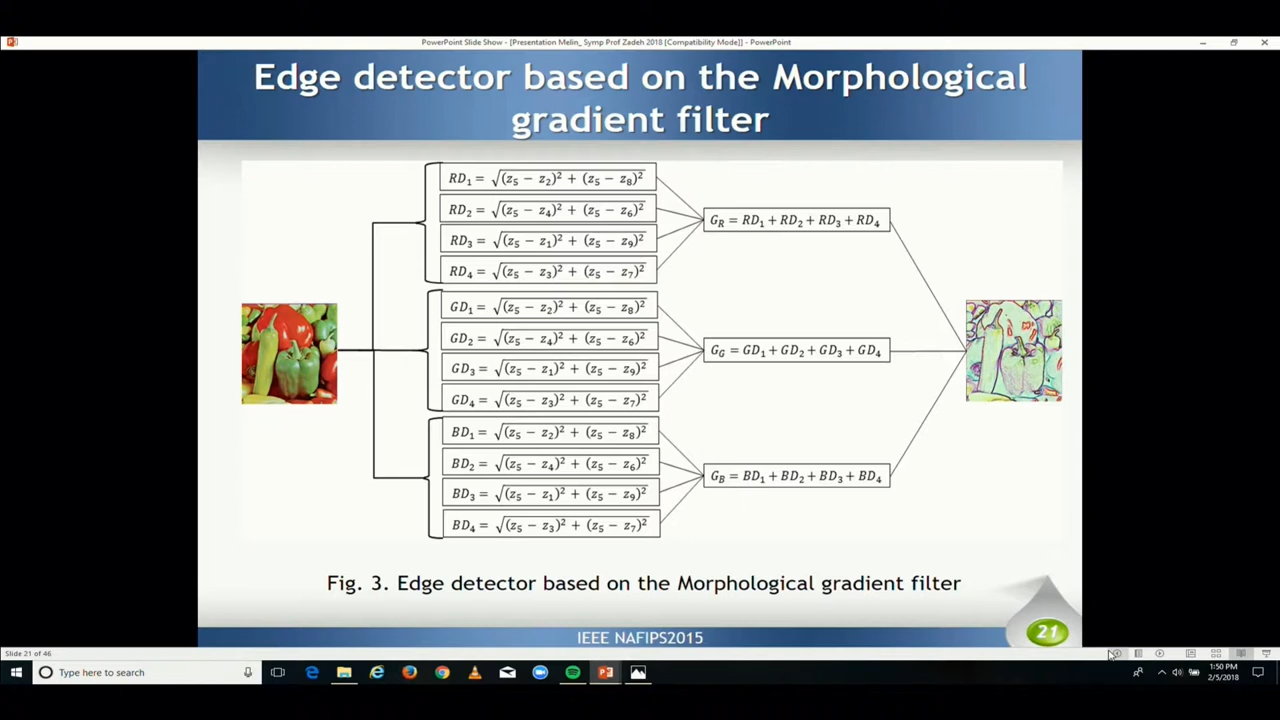 PowerPoint Slide Show - [Presentation Melin_ Symp Prof Zadeh 2018 [Compatibility Mode]] - PowerPoint
Edge detector based on the Morphological
gradient filter
RD₁ = √(z₅ − z₂)² + (z₅ − z₈)²
RD₂ = √(z₅ − z₄)² + (z₅ − z₆)²
RD₃ = √(z₅ − z₁)² + (z₅ − z₉)²
RD₄ = √(z₅ − z₃)² + (z₅ − z₇)²
G_R = RD₁ + RD₂ + RD₃ + RD₄
GD₁ = √(z₅ − z₂)² + (z₅ − z₈)²
GD₂ = √(z₅ − z₄)² + (z₅ − z₆)²
GD₃ = √(z₅ − z₁)² + (z₅ − z₉)²
GD₄ = √(z₅ − z₃)² + (z₅ − z₇)²
G_G = GD₁ + GD₂ + GD₃ + GD₄
BD₁ = √(z₅ − z₂)² + (z₅ − z₈)²
BD₂ = √(z₅ − z₄)² + (z₅ − z₆)²
BD₃ = √(z₅ − z₁)² + (z₅ − z₉)²
BD₄ = √(z₅ − z₃)² + (z₅ − z₇)²
G_B = BD₁ + BD₂ + BD₃ + BD₄
Fig. 3. Edge detector based on the Morphological gradient filter
IEEE NAFIPS2015
21
Slide 21 of 46
Type here to search
1:50 PM
2/5/2018